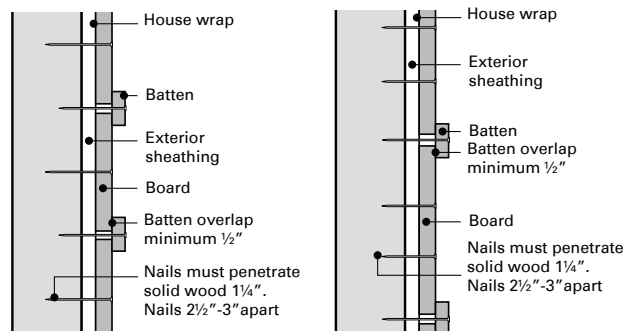 House wrap
Batten
Exterior
sheathing
Board
Batten overlap
minimum ½”
Nails must penetrate
solid wood 1¼”.
Nails 2½”-3”apart
House wrap
Exterior
sheathing
Batten
Batten overlap
minimum ½”
Board
Nails must penetrate
solid wood 1¼”.
Nails 2½”-3”apart